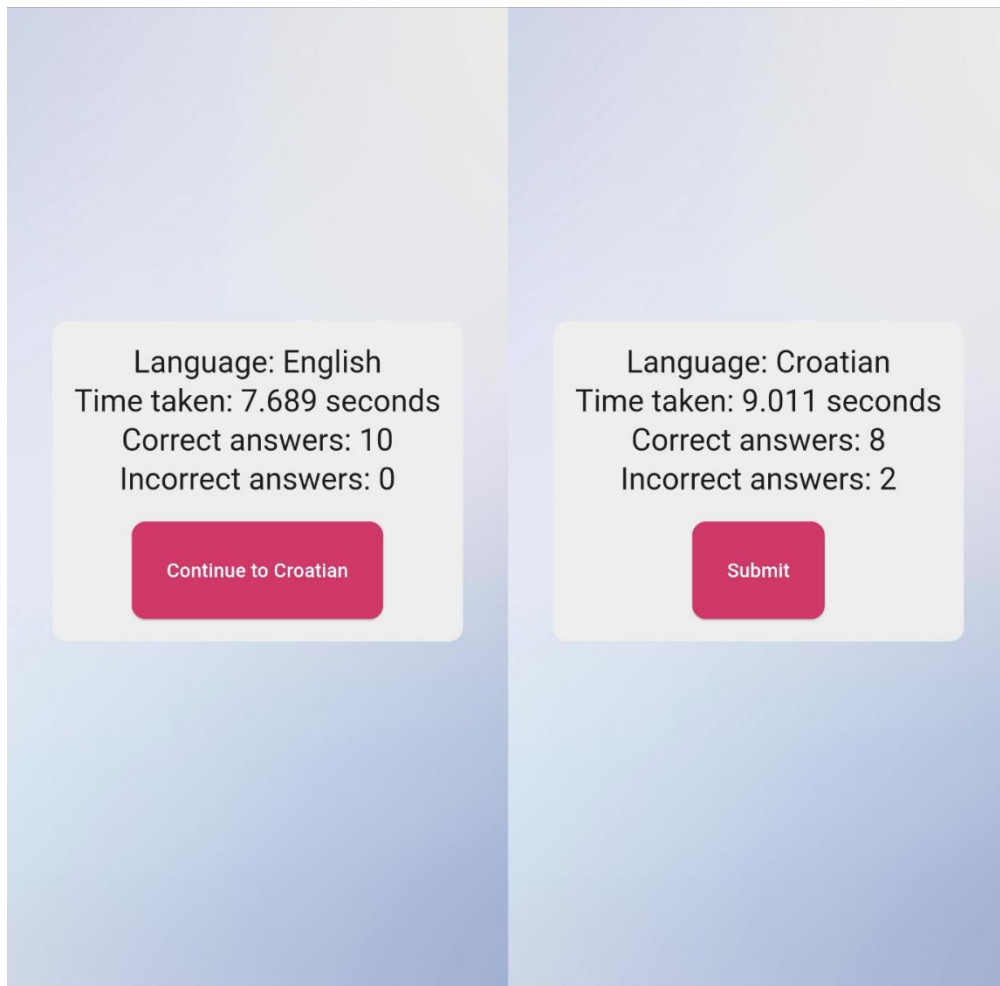 Language: English
Time taken: 7.689 seconds
Correct answers: 10
Incorrect answers: 0
Continue to Croatian
Language: Croatian
Time taken: 9.011 seconds
Correct answers: 8
Incorrect answers: 2
Submit